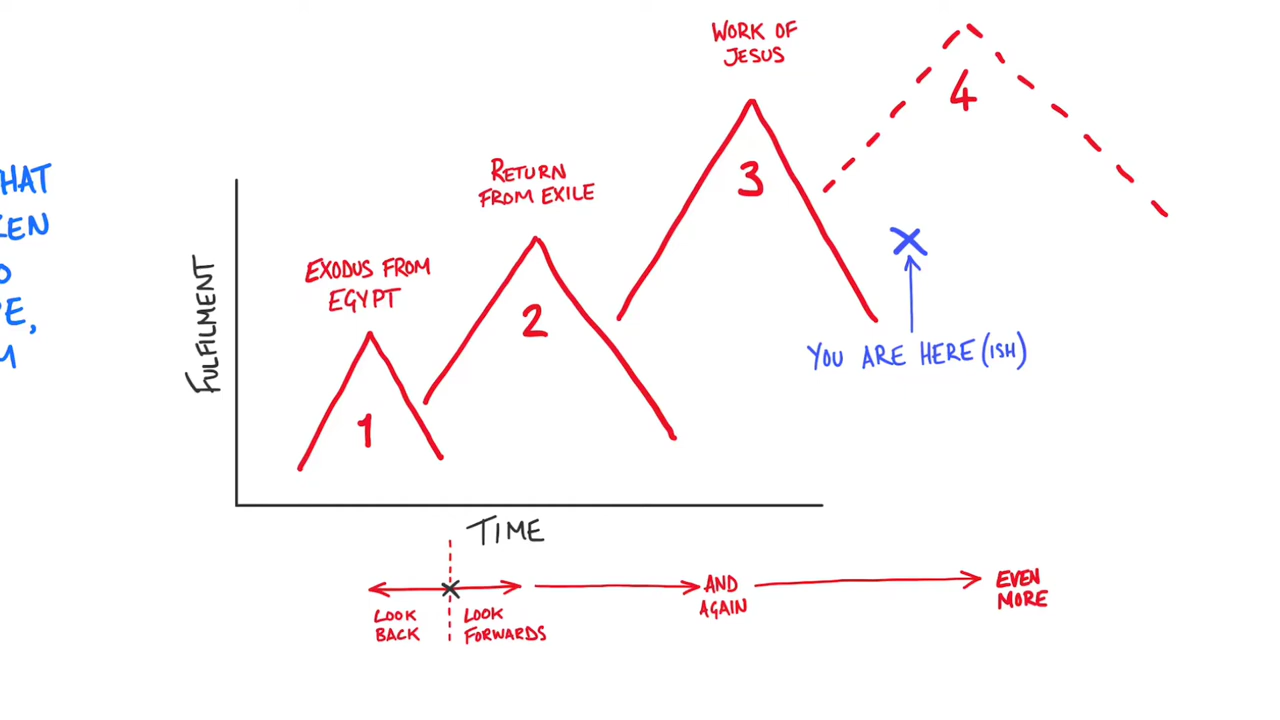 WORK OF
JESUS
4
3
RETURN
FROM EXILE
2
EXODUS FROM
EGYPT
1
FULFILMENT
YOU ARE HERE (ISH)
TIME
LOOK
BACK
LOOK
FORWARDS
AND
AGAIN
EVEN
MORE